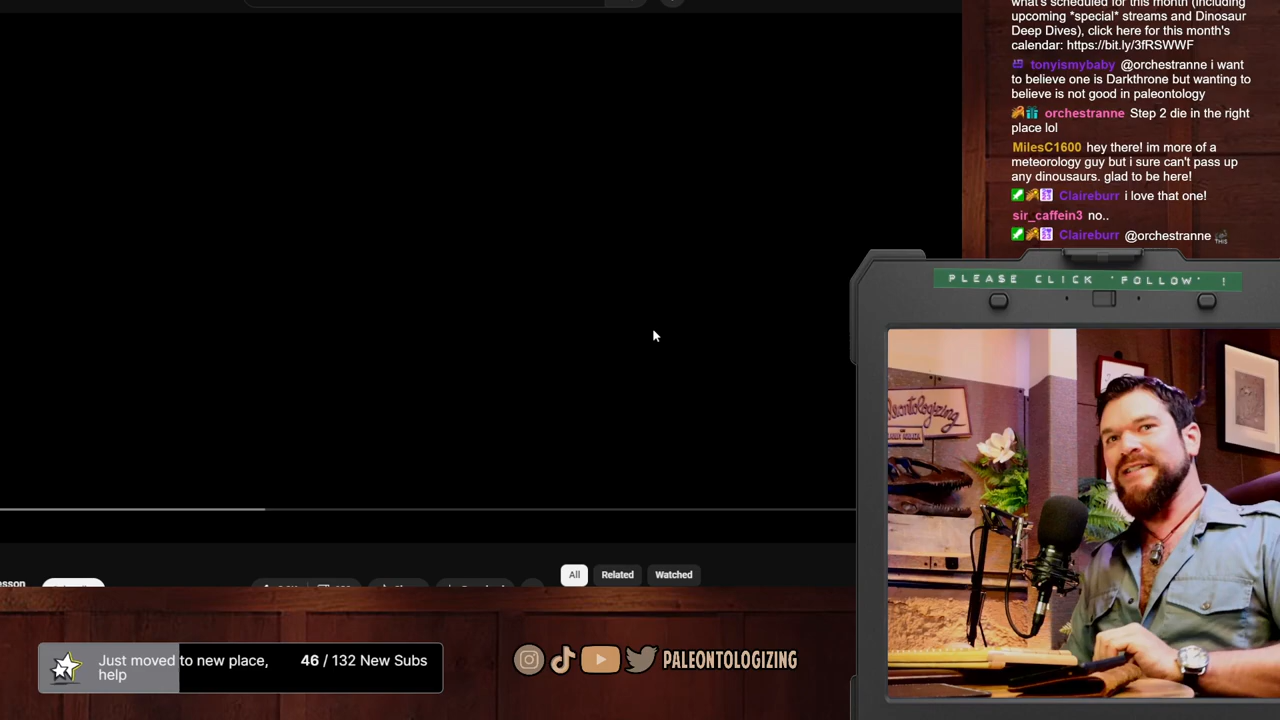 what's scheduled for this month (including
upcoming *special* streams and Dinosaur
Deep Dives), click here for this month's
calendar: https://bit.ly/3fRSWWF
tonyismybaby @orchestranne i want
to believe one is Darkthrone but wanting to
believe is not good in paleontology
orchestranne Step 2 die in the right
place lol
MilesC1600 hey there! im more of a
meteorology guy but i sure can't pass up
any dinousaurs. glad to be here!
Claireburr i love that one!
sir_caffein3 no..
Claireburr @orchestranne
PLEASE CLICK 'FOLLOW' !
All
Related
Watched
Just moved to new place,
help
46 / 132 New Subs
PALEONTOLOGIZING